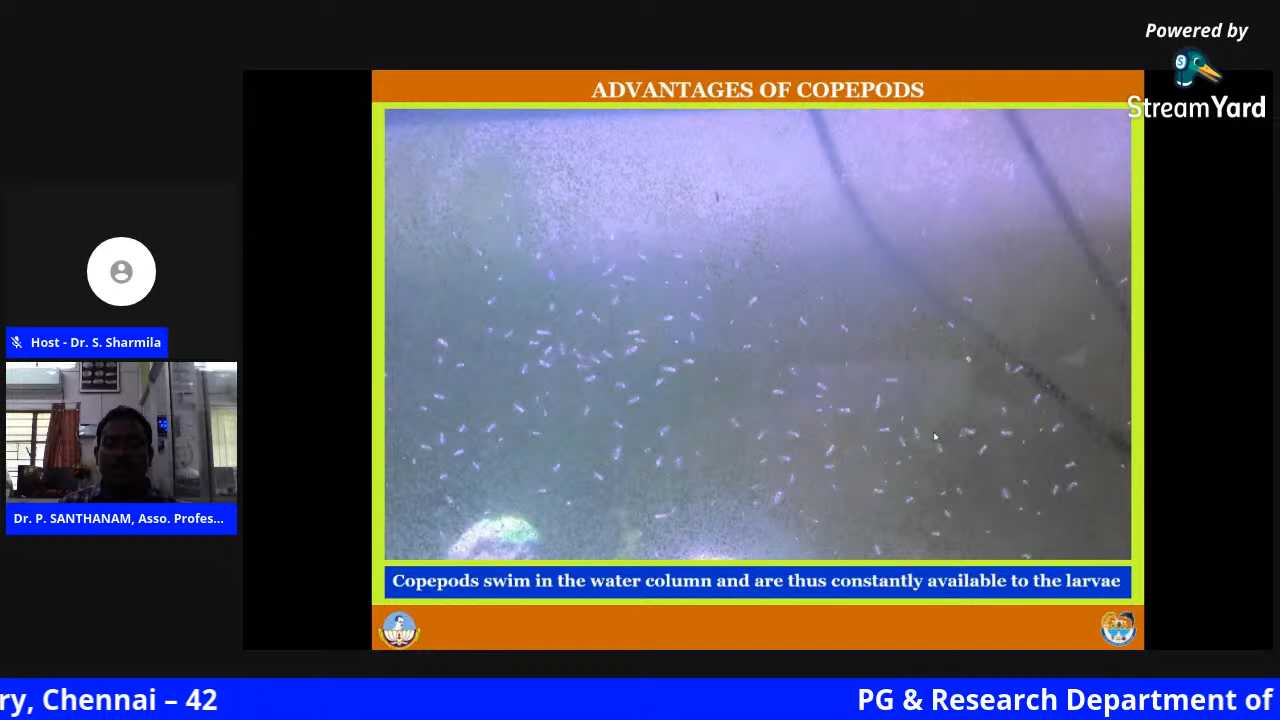 Powered by
StreamYard
ADVANTAGES OF COPEPODS
Host - Dr. S. Sharmila
Dr. P. SANTHANAM, Asso. Profes...
Copepods swim in the water column and are thus constantly available to the larvae
ry, Chennai – 42
PG & Research Department of